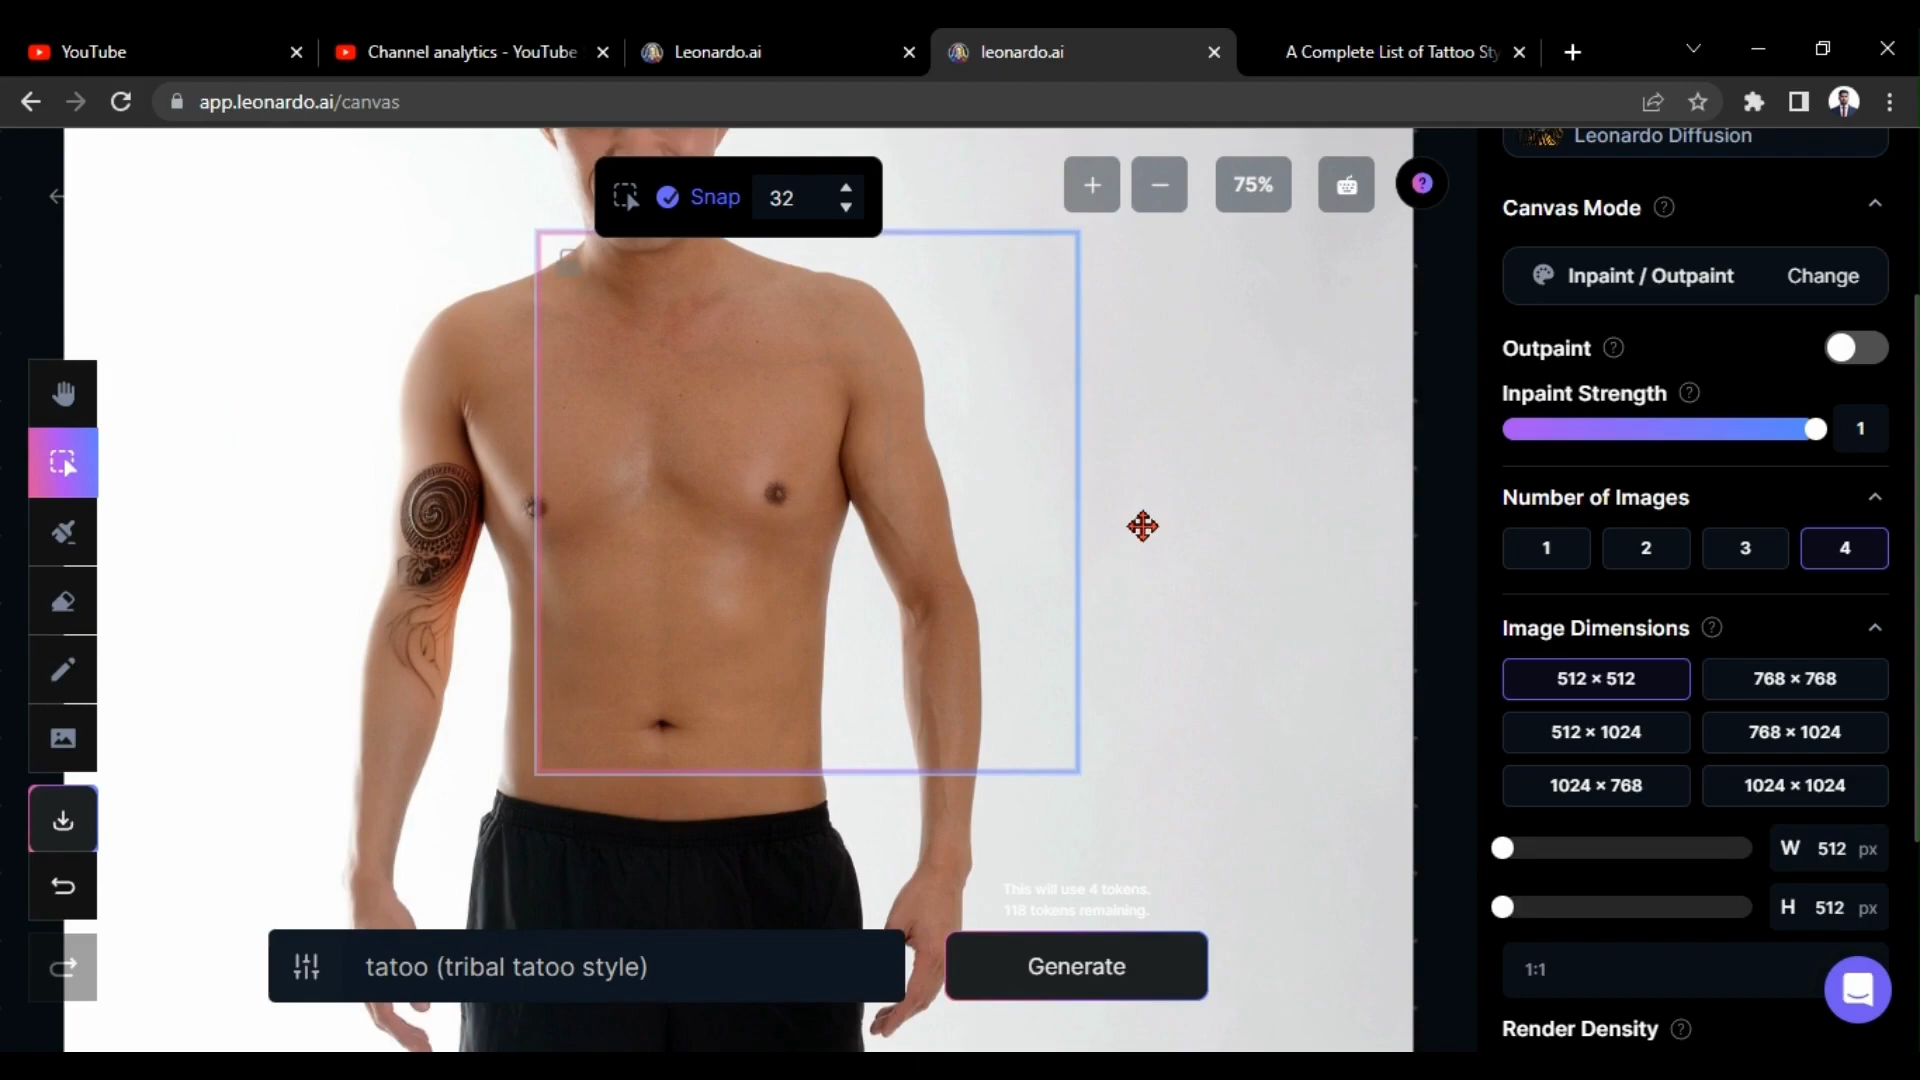 YouTube
Channel analytics - YouTube
Leonardo.ai
leonardo.ai
A Complete List of Tattoo Sty
app.leonardo.ai/canvas
Leonardo Diffusion
Snap
32
75%
Canvas Mode
Inpaint / Outpaint
Change
Outpaint
Inpaint Strength
1
Number of Images
1
2
3
4
Image Dimensions
512 × 512
768 × 768
512 × 1024
768 × 1024
1024 × 768
1024 × 1024
W 512 px
H 512 px
1:1
Render Density
This will use 4 tokens.
118 tokens remaining.
tatoo (tribal tatoo style)
Generate